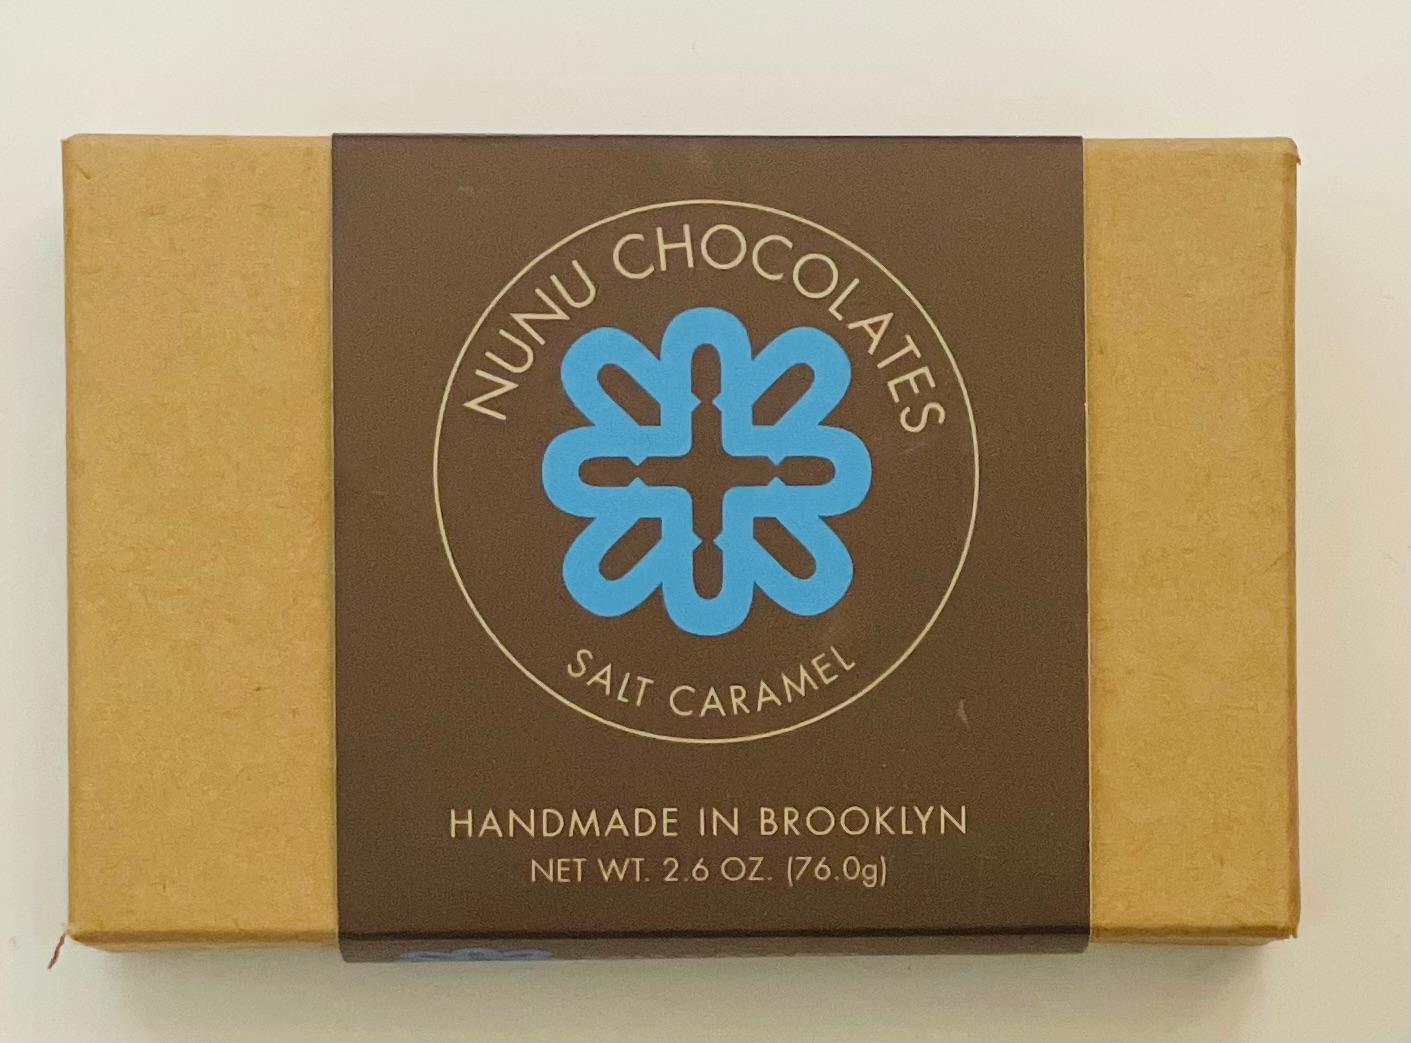 NUNU CHOCOLATES
SALT CARAMEL
HANDMADE IN BROOKLYN
NET WT. 2.6 OZ. (76.0g)